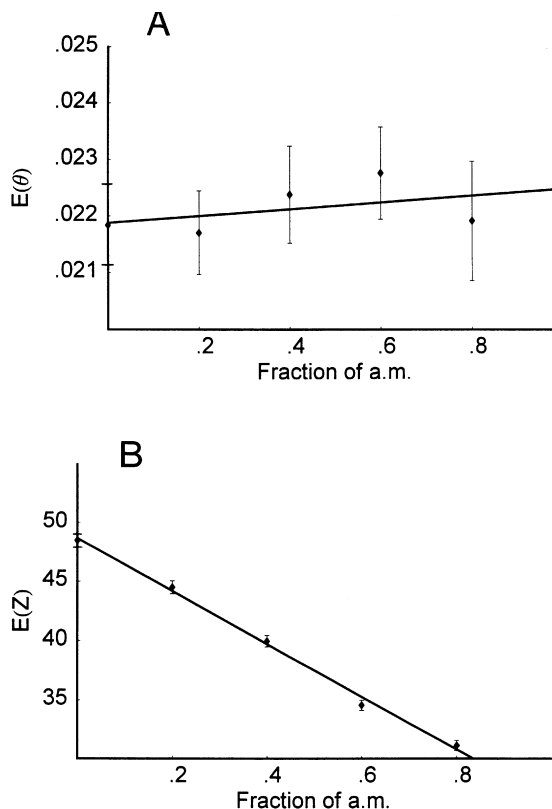 A
.025
.024
.023
.022
.021
E(θ)
.2 .4 .6 .8
Fraction of a.m.
B
50
45
40
35
E(Z)
.2 .4 .6 .8
Fraction of a.m.